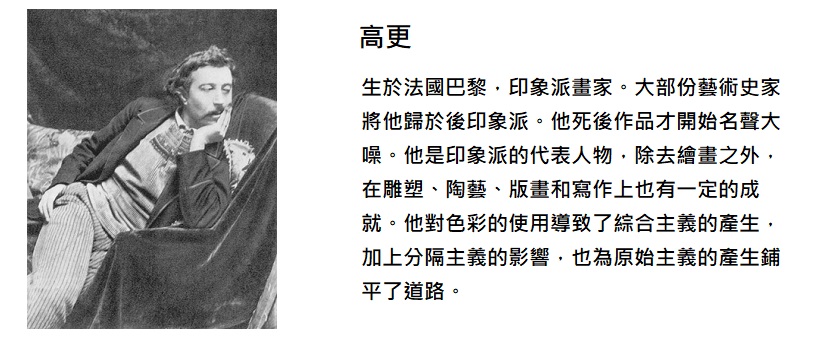 高更
生於法國巴黎，印象派畫家。大部份藝術史家
將他歸於後印象派。他死後作品才開始名聲大
噪。他是印象派的代表人物，除去繪畫之外，
在雕塑、陶藝、版畫和寫作上也有一定的成
就。他對色彩的使用導致了綜合主義的產生，
加上分隔主義的影響，也為原始主義的產生鋪
平了道路。